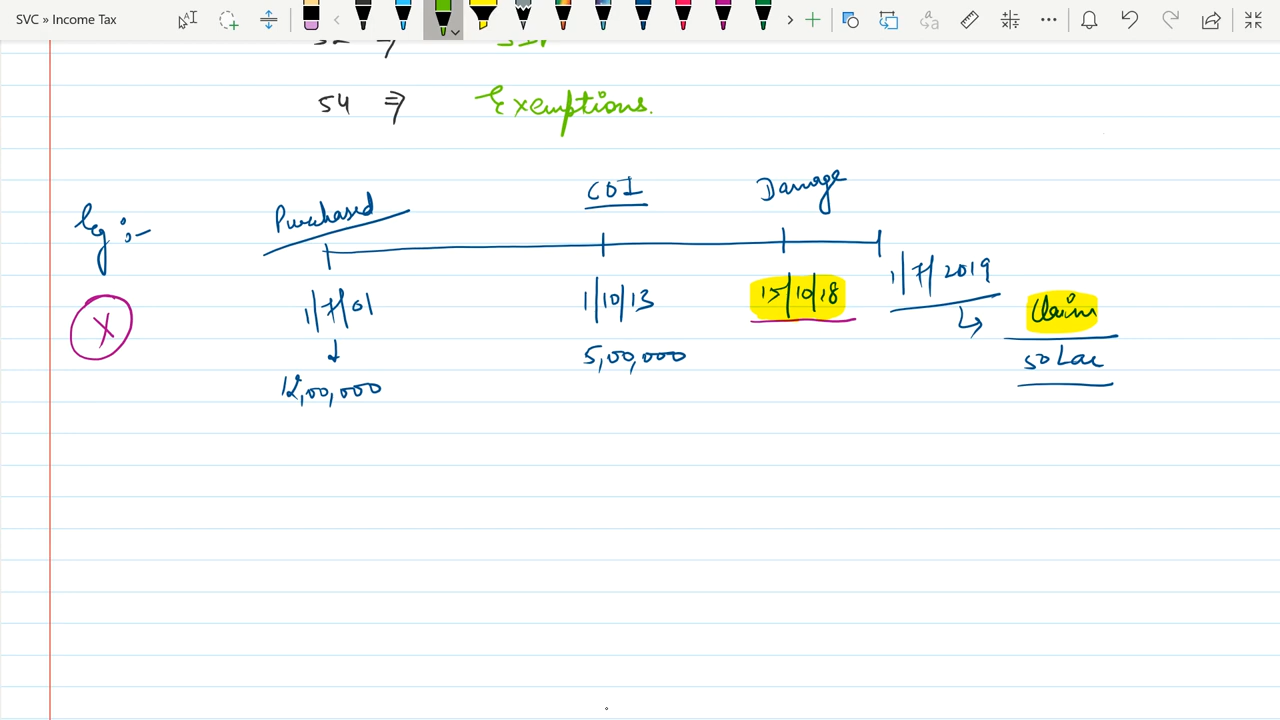 SVC » Income Tax
52 ⇒
54 ⇒ Exemptions.
Eg :-
Purchased COI Damage
1/7/01 1/10/13 15/10/18 1/7/2019
↓ ↳ Claim
12,00,000 5,00,000 50 Lac
X